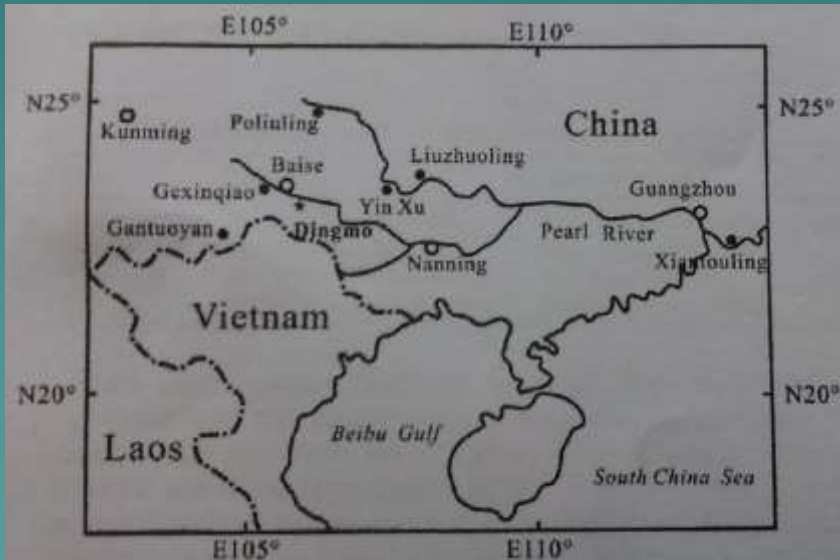 E105° E110°
N25° N25°
Kunming Poliuling China
Liuzhuoling
Baise
Gexinqiao Guangzhou
Yin Xu
Gantuoyan Dingmo Pearl River
Nanning Xiantouling
Vietnam
N20° N20°
Laos Beibu Gulf
South China Sea
E105° E110°